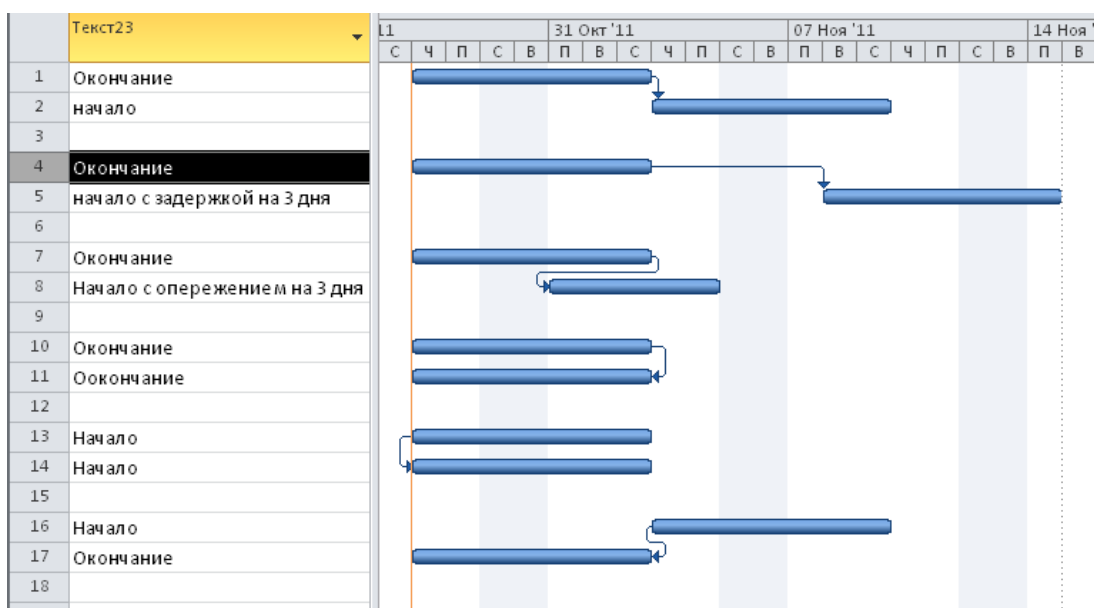 Текст23
11 31 Окт '11 07 Ноя '11 14 Ноя '
С Ч П С В П В С Ч П С В П В С Ч П С В П В
1 Окончание
2 начало
3
4 Окончание
5 начало с задержкой на 3 дня
6
7 Окончание
8 Начало с опережением на 3 дня
9
10 Окончание
11 Оокончание
12
13 Начало
14 Начало
15
16 Начало
17 Окончание
18